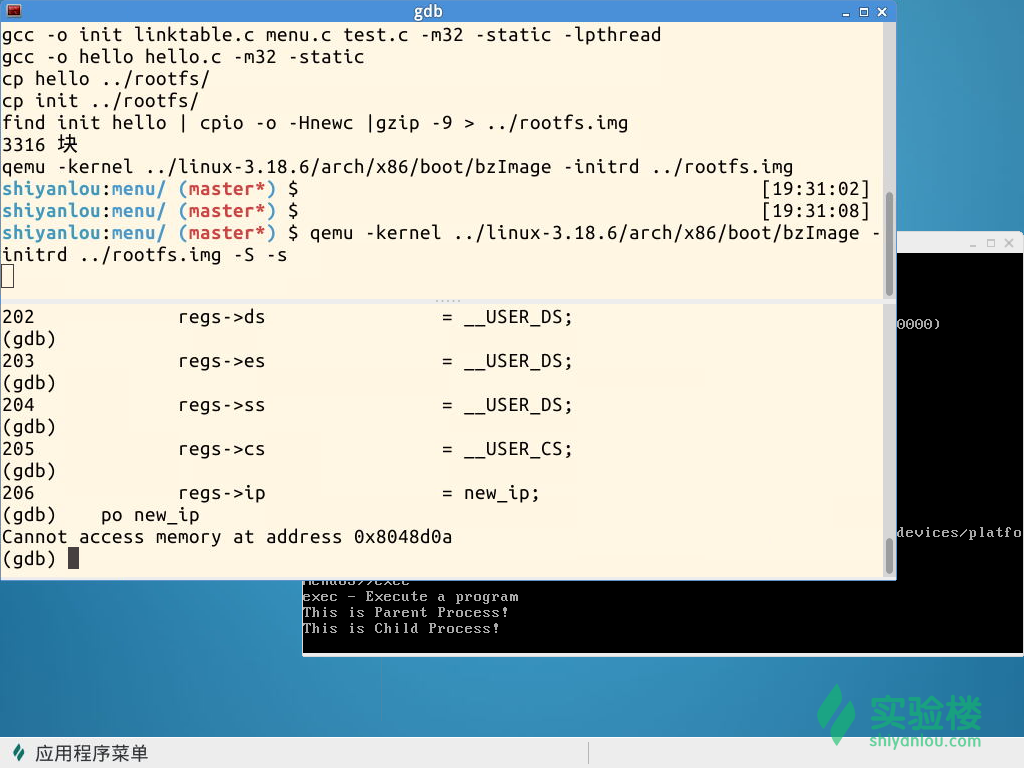 gdb
gcc -o init linktable.c menu.c test.c -m32 -static -lpthread
gcc -o hello hello.c -m32 -static
cp hello ../rootfs/
cp init ../rootfs/
find init hello | cpio -o -Hnewc |gzip -9 > ../rootfs.img
3316 块
qemu -kernel ../linux-3.18.6/arch/x86/boot/bzImage -initrd ../rootfs.img
shiyanlou:menu/ (master*) $ [19:31:02]
shiyanlou:menu/ (master*) $ [19:31:08]
shiyanlou:menu/ (master*) $ qemu -kernel ../linux-3.18.6/arch/x86/boot/bzImage -
initrd ../rootfs.img -S -s
202 regs->ds = __USER_DS;
(gdb)
203 regs->es = __USER_DS;
(gdb)
204 regs->ss = __USER_DS;
(gdb)
205 regs->cs = __USER_CS;
(gdb)
206 regs->ip = new_ip;
(gdb) po new_ip
Cannot access memory at address 0x8048d0a
(gdb)
0000)
devices/platfo
exec - Execute a program
This is Parent Process!
This is Child Process!
实验楼
shiyanlou.com
应用程序菜单